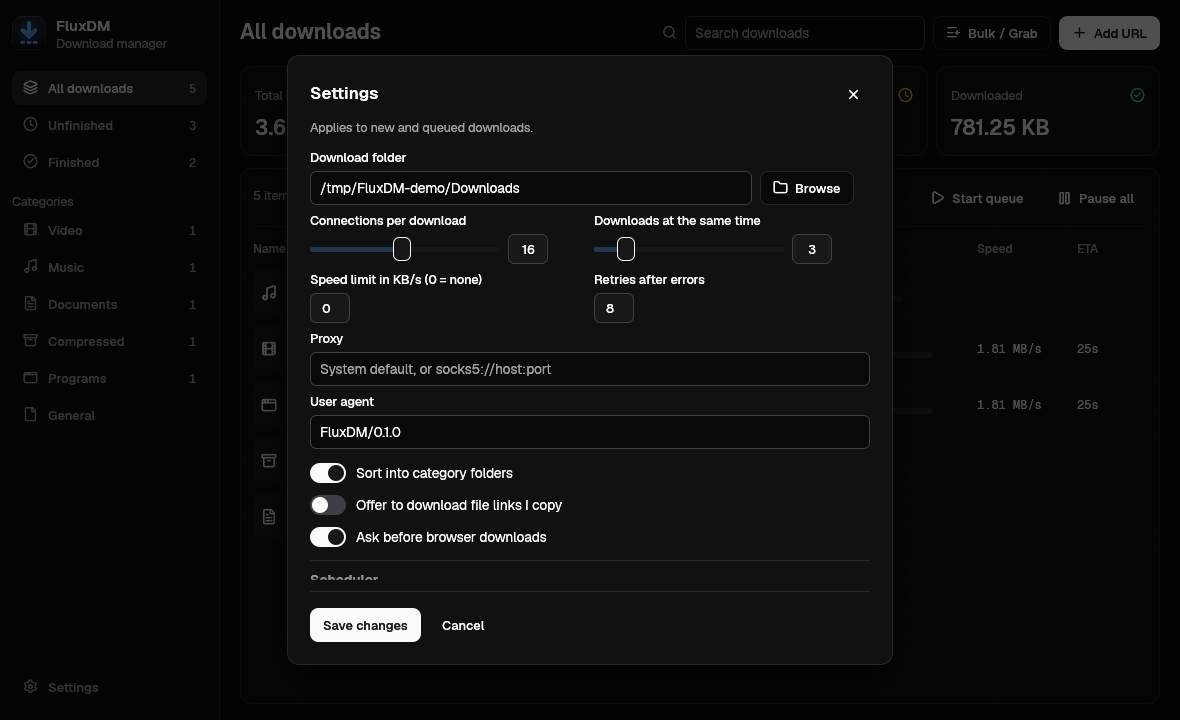 FluxDM
Download manager
All downloads
Search downloads
Bulk / Grab
Add URL
All downloads 5
Unfinished 3
Finished 2
Categories
Video 1
Music 1
Documents 1
Compressed 1
Programs 1
General
Settings
Total
3.6
Downloaded
781.25 KB
5 item
Start queue
Pause all
Name
Speed
ETA
1.81 MB/s 25s
1.81 MB/s 25s
Settings
Applies to new and queued downloads.
Download folder
/tmp/FluxDM-demo/Downloads
Browse
Connections per download
16
Downloads at the same time
3
Speed limit in KB/s (0 = none)
0
Retries after errors
8
Proxy
System default, or socks5://host:port
User agent
FluxDM/0.1.0
Sort into category folders
Offer to download file links I copy
Ask before browser downloads
Scheduler
Save changes
Cancel